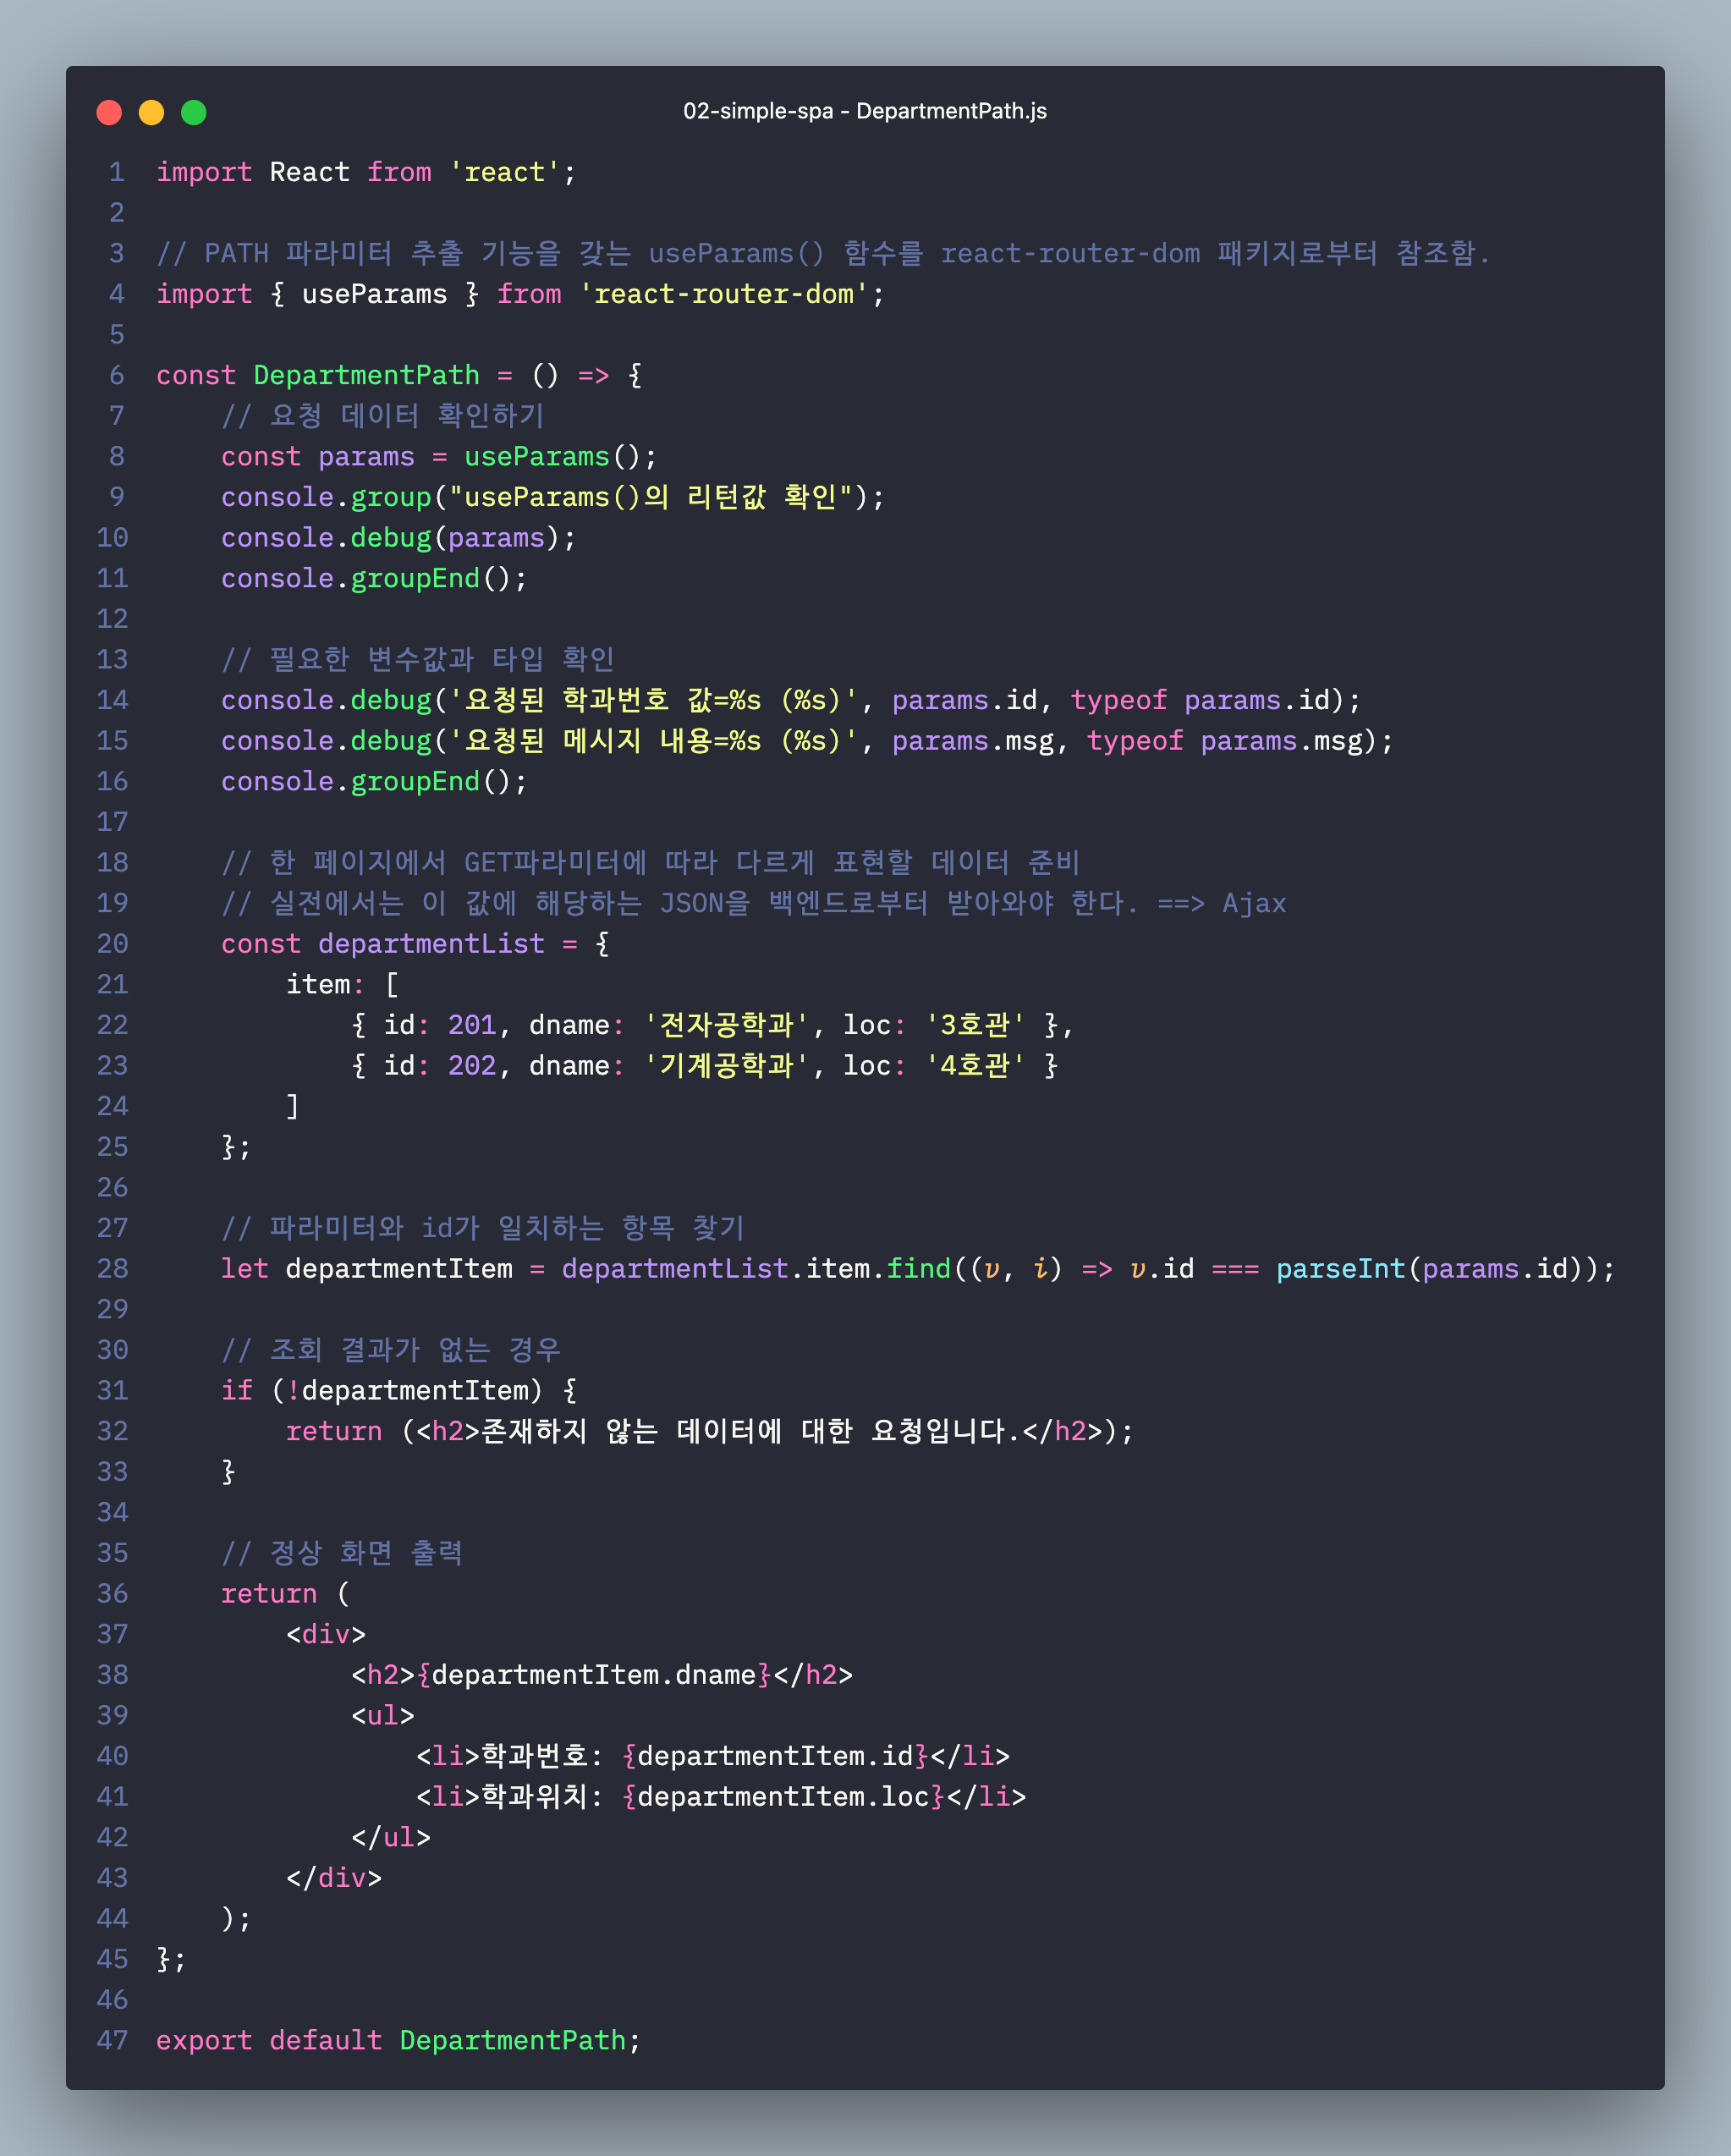 02-simple-spa - DepartmentPath.js
1 import React from 'react';
2
3 // PATH 파라미터 추출 기능을 갖는 useParams() 함수를 react-router-dom 패키지로부터 참조함.
4 import { useParams } from 'react-router-dom';
5
6 const DepartmentPath = () => {
7     // 요청 데이터 확인하기
8     const params = useParams();
9     console.group("useParams()의 리턴값 확인");
10     console.debug(params);
11     console.groupEnd();
12
13     // 필요한 변수값과 타입 확인
14     console.debug('요청된 학과번호 값=%s (%s)', params.id, typeof params.id);
15     console.debug('요청된 메시지 내용=%s (%s)', params.msg, typeof params.msg);
16     console.groupEnd();
17
18     // 한 페이지에서 GET파라미터에 따라 다르게 표현할 데이터 준비
19     // 실전에서는 이 값에 해당하는 JSON을 백엔드로부터 받아와야 한다. ==> Ajax
20     const departmentList = {
21         item: [
22             { id: 201, dname: '전자공학과', loc: '3호관' },
23             { id: 202, dname: '기계공학과', loc: '4호관' }
24         ]
25     };
26
27     // 파라미터와 id가 일치하는 항목 찾기
28     let departmentItem = departmentList.item.find((v, i) => v.id === parseInt(params.id));
29
30     // 조회 결과가 없는 경우
31     if (!departmentItem) {
32         return (<h2>존재하지 않는 데이터에 대한 요청입니다.</h2>);
33     }
34
35     // 정상 화면 출력
36     return (
37         <div>
38             <h2>{departmentItem.dname}</h2>
39             <ul>
40                 <li>학과번호: {departmentItem.id}</li>
41                 <li>학과위치: {departmentItem.loc}</li>
42             </ul>
43         </div>
44     );
45 };
46
47 export default DepartmentPath;